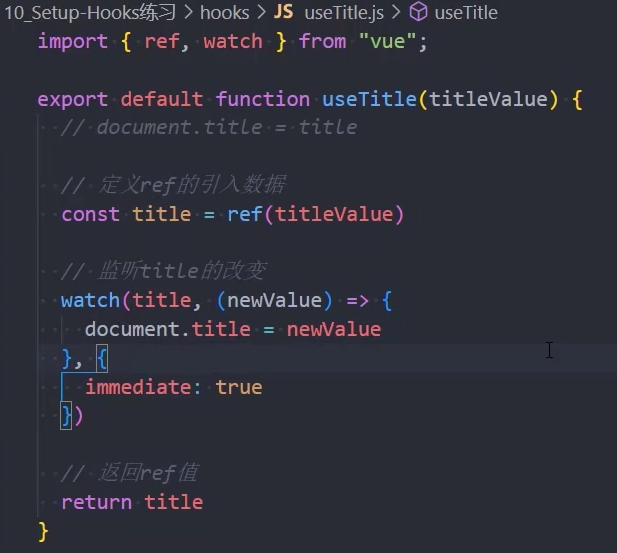 10_Setup-Hooks练习 > hooks > JS useTitle.js > useTitle
import { ref, watch } from "vue";
export default function useTitle(titleValue) {
// document.title = title
// 定义ref的引入数据
const title = ref(titleValue)
// 监听title的改变
watch(title, (newValue) => {
document.title = newValue
}, {
immediate: true
})
// 返回ref值
return title
}